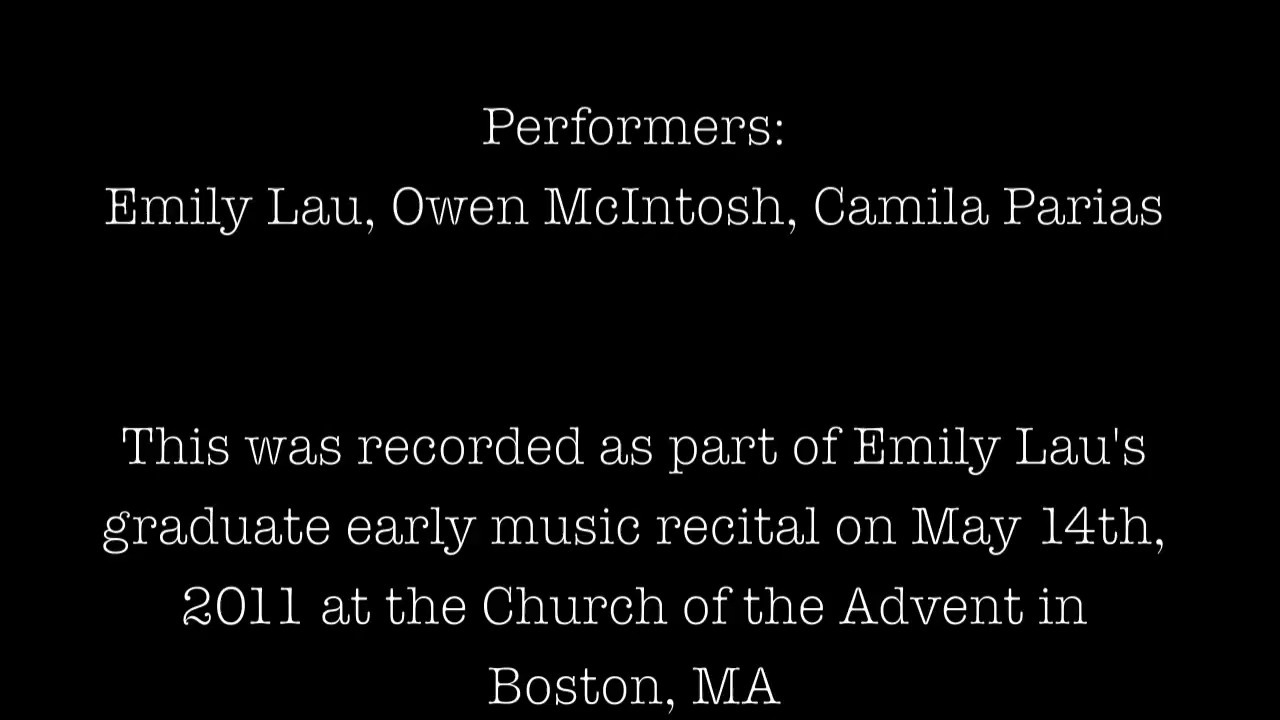 Performers:
Emily Lau, Owen McIntosh, Camila Parias
This was recorded as part of Emily Lau's
graduate early music recital on May 14th,
2011 at the Church of the Advent in
Boston, MA